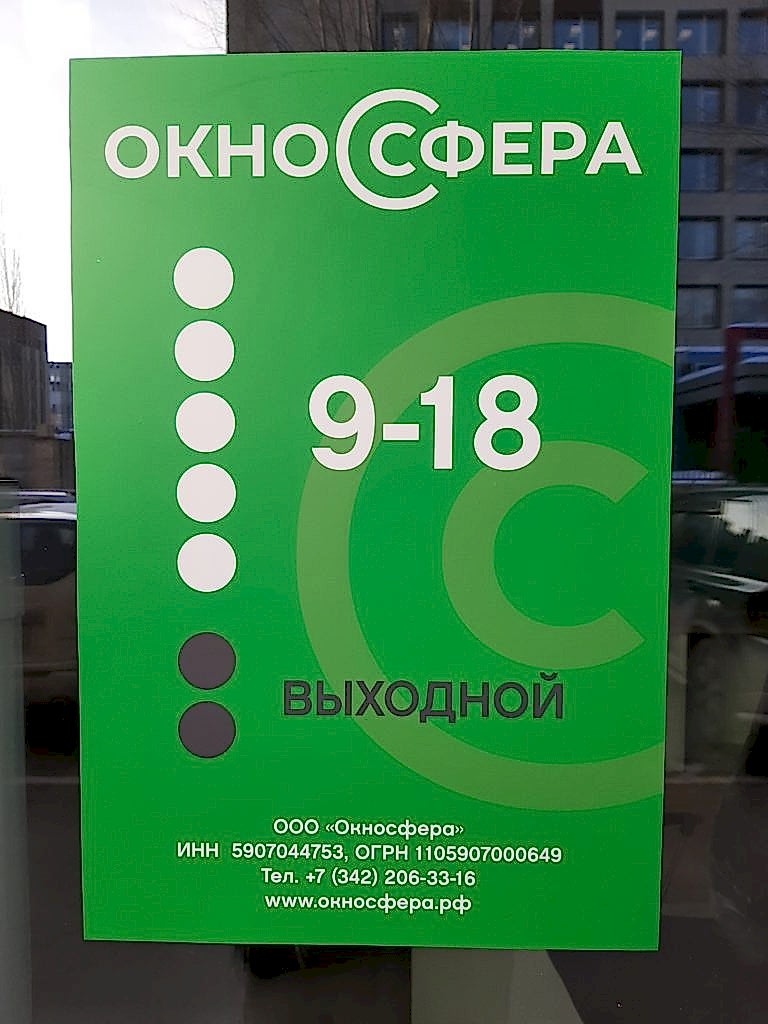 ОКНОСФЕРА
9-18
ВЫХОДНОЙ
ООО «Окносфера»
ИНН 5907044753, ОГРН 1105907000649
Тел. +7 (342) 206-33-16
www.окносфера.рф